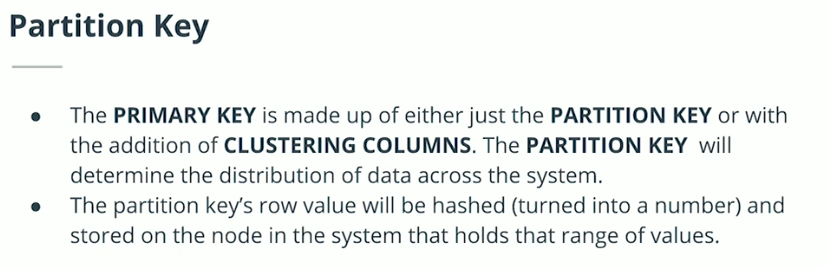 Partition Key
● The PRIMARY KEY is made up of either just the PARTITION KEY or with
the addition of CLUSTERING COLUMNS. The PARTITION KEY will
determine the distribution of data across the system.
● The partition key’s row value will be hashed (turned into a number) and
stored on the node in the system that holds that range of values.